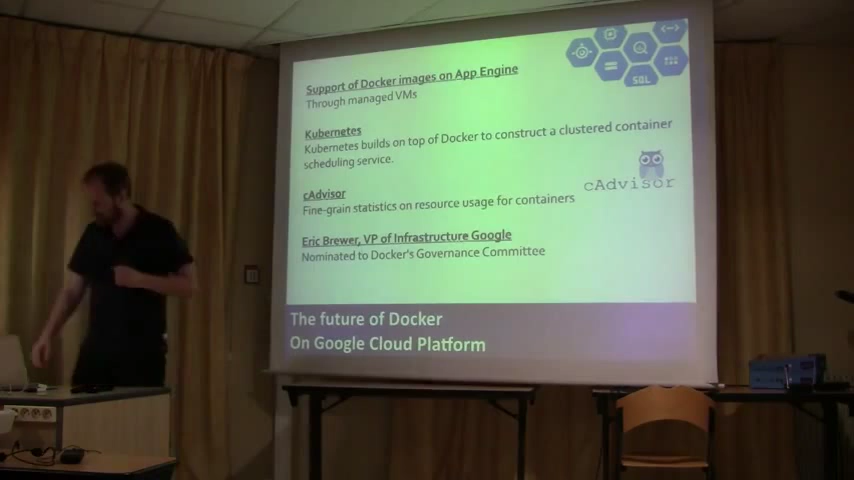 Support of Docker images on App Engine
Through managed VMs
Kubernetes
Kubernetes builds on top of Docker to construct a clustered container
scheduling service.
cAdvisor
Fine-grain statistics on resource usage for containers
Eric Brewer, VP of Infrastructure Google
Nominated to Docker's Governance Committee
SQL
cAdvisor
The future of Docker
On Google Cloud Platform